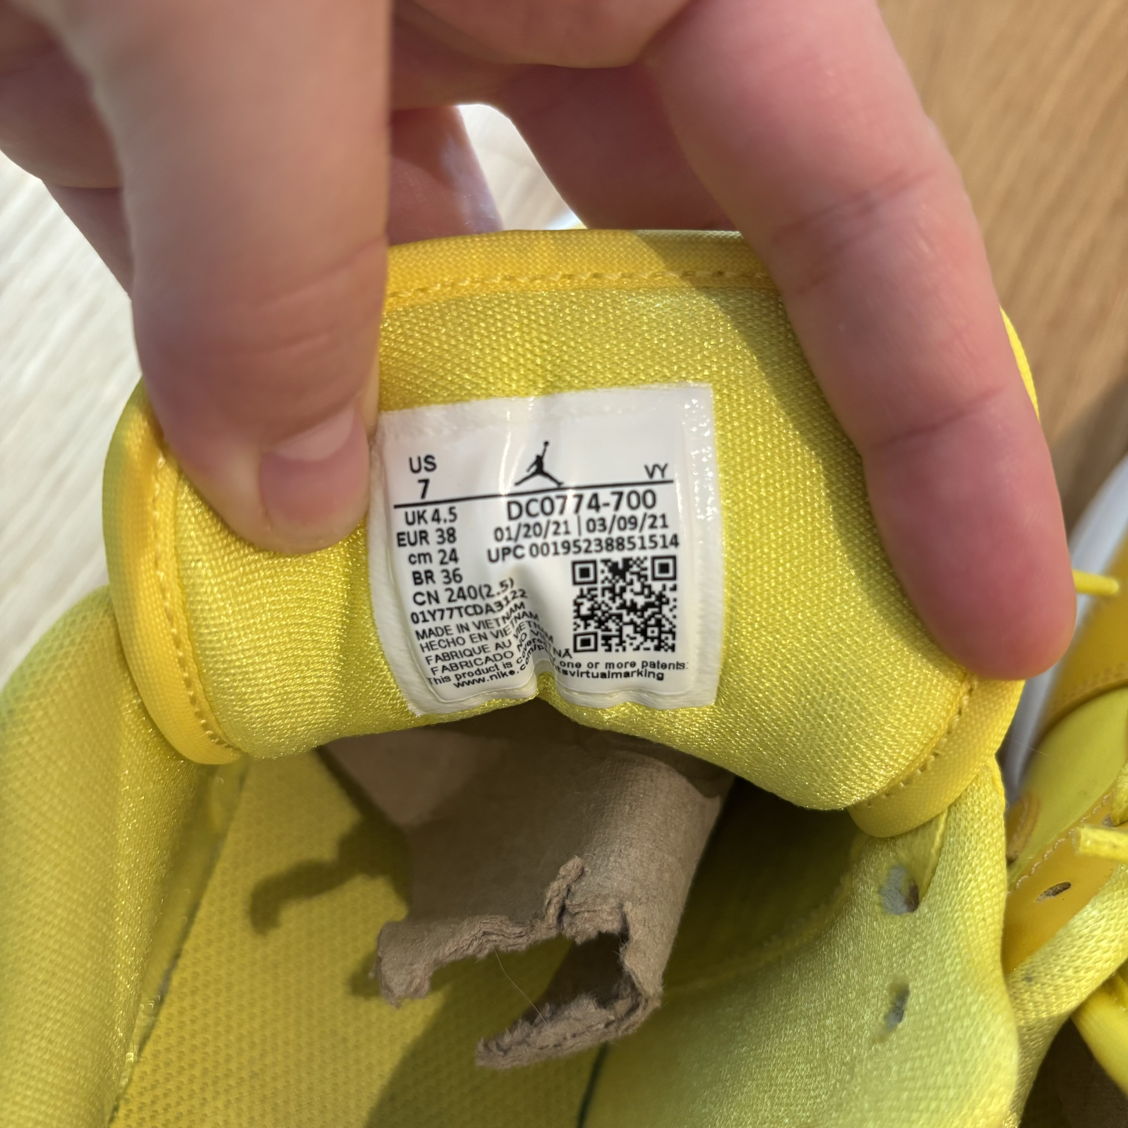 US
7
VY
DC0774-700
UK 4.5
01/20/21 | 03/09/21
EUR 38
UPC 00195238851514
cm 24
BR 36
CN 240(2.5)
01Y77TCDA3122
MADE IN VIETNAM
HECHO EN VIETNAM
FABRIQUE AU VIETNAM
FABRICADO NO
This product is one or more patents:
www.nike. virtualmarking